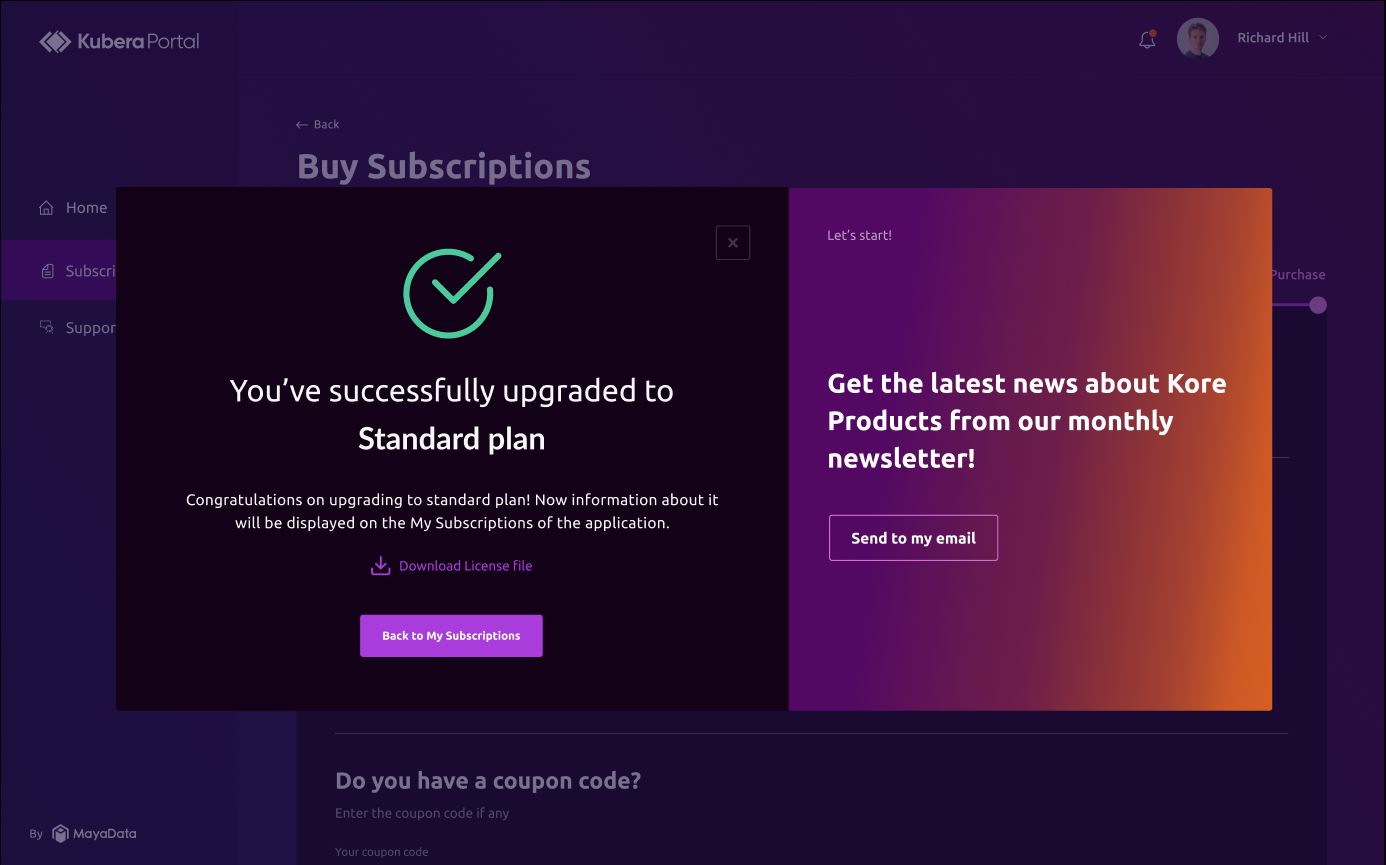 Kubera Portal
Richard Hill
Back
Buy Subscriptions
Home
Subscri
Suppor
Purchase
You've successfully upgraded to
Standard plan
Congratulations on upgrading to standard plan! Now information about it
will be displayed on the My Subscriptions of the application.
Download License file
Back to My Subscriptions
Let's start!
Get the latest news about Kore
Products from our monthly
newsletter!
Send to my email
Do you have a coupon code?
Enter the coupon code if any
Your coupon code
By MayaData